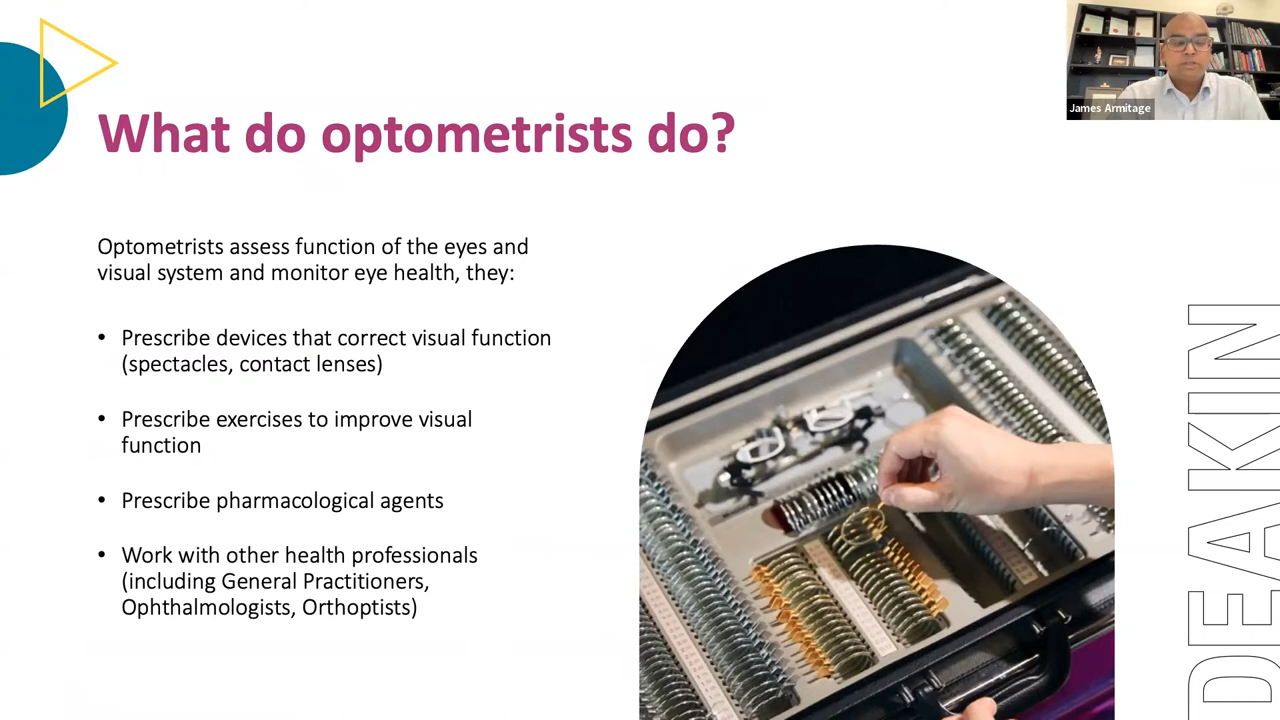 James Armitage
What do optometrists do?
Optometrists assess function of the eyes and
visual system and monitor eye health, they:
• Prescribe devices that correct visual function
(spectacles, contact lenses)
• Prescribe exercises to improve visual
function
• Prescribe pharmacological agents
• Work with other health professionals
(including General Practitioners,
Ophthalmologists, Orthoptists)
DEAKIN